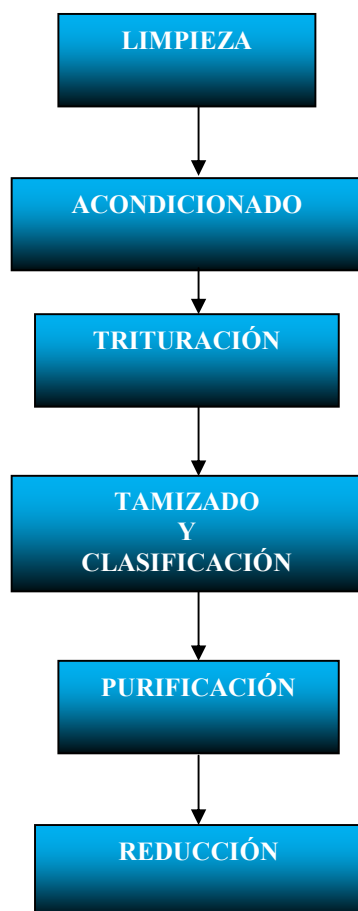 LIMPIEZA
ACONDICIONADO
TRITURACIÓN
TAMIZADO
Y
CLASIFICACIÓN
PURIFICACIÓN
REDUCCIÓN